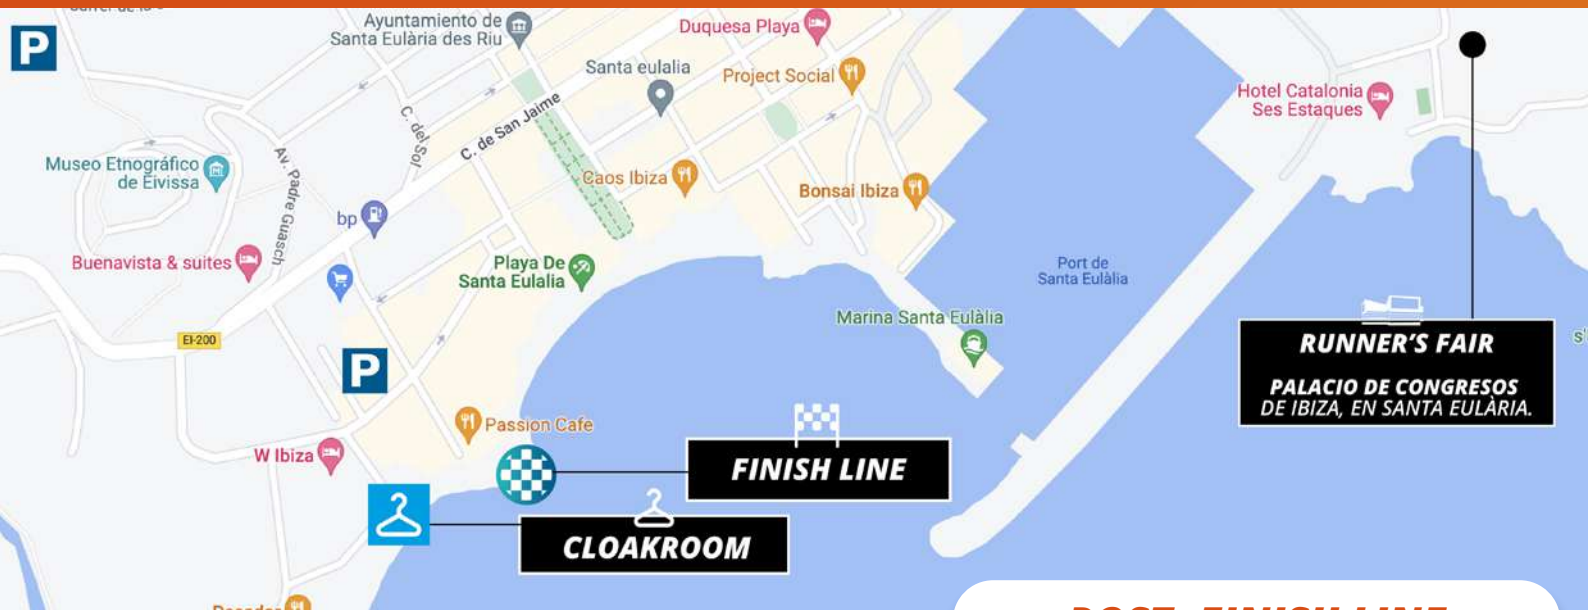 P
Ayuntamiento de
Santa Eulària des Riu
Duquesa Playa
Santa eulalia
Project Social
Hotel Catalonia
Ses Estaques
C. del Sol
C. de San Jaime
Museo Etnográfico
de Eivissa
Av. Padre Guasch
Caos Ibiza
Bonsai Ibiza
bp
Buenavista & suites
Playa De
Santa Eulalia
Port de
Santa Eulàlia
Marina Santa Eulàlia
EI-200
P
RUNNER'S FAIR
PALACIO DE CONGRESOS
DE IBIZA, EN SANTA EULÀRIA.
Passion Cafe
W Ibiza
FINISH LINE
CLOAKROOM